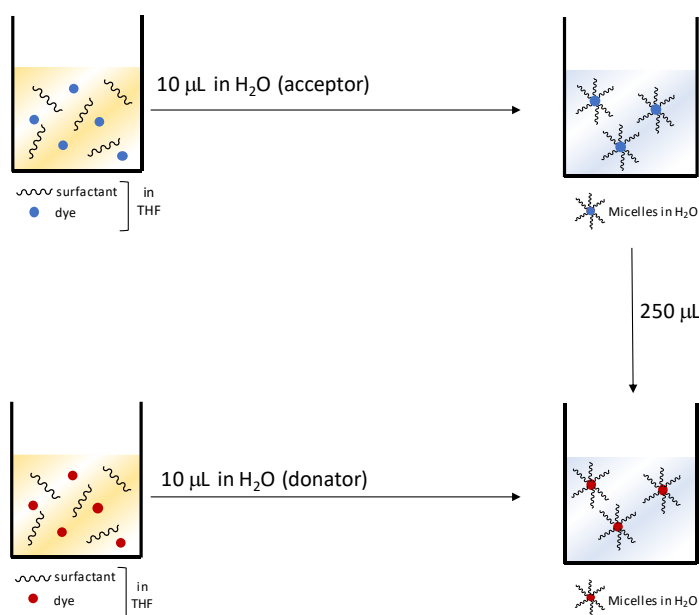 10 μL in H₂O (acceptor)
surfactant
dye
in
THF
Micelles in H₂O
250 μL
10 μL in H₂O (donator)
surfactant
dye
in
THF
Micelles in H₂O